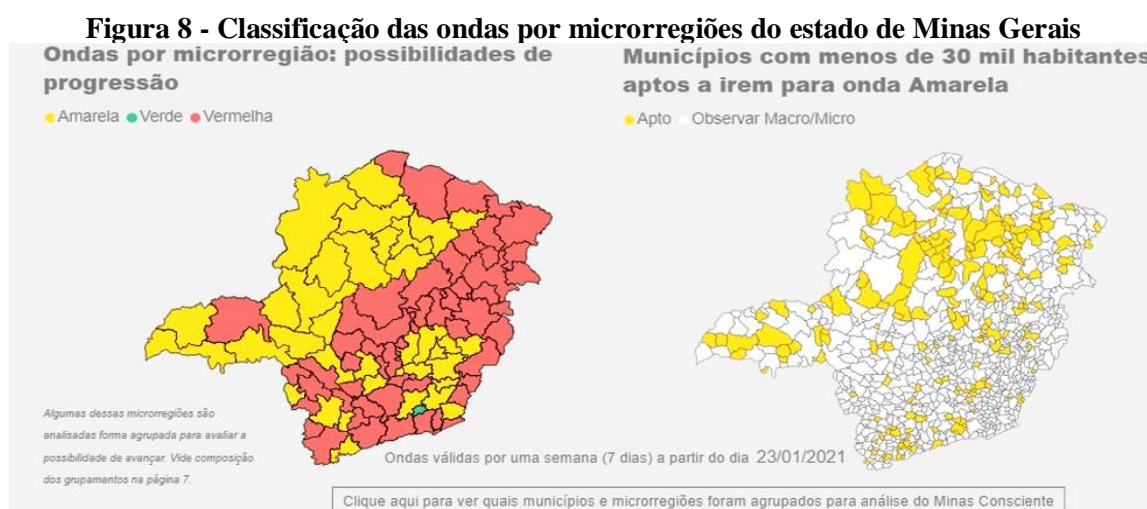 Figura 8 - Classificação das ondas por microrregiões do estado de Minas Gerais
Ondas por microrregião: possibilidades de
progressão
Amarela Verde Vermelha
Municípios com menos de 30 mil habitantes
aptos a irem para onda Amarela
Apto Observar Macro/Micro
Algumas dessas microrregiões são
analisadas forma agrupada para avaliar a
possibilidade de avançar. Vide composição
dos grupamentos na página 7.
Ondas válidas por uma semana (7 dias) a partir do dia 23/01/2021
Clique aqui para ver quais municípios e microrregiões foram agrupados para análise do Minas Consciente